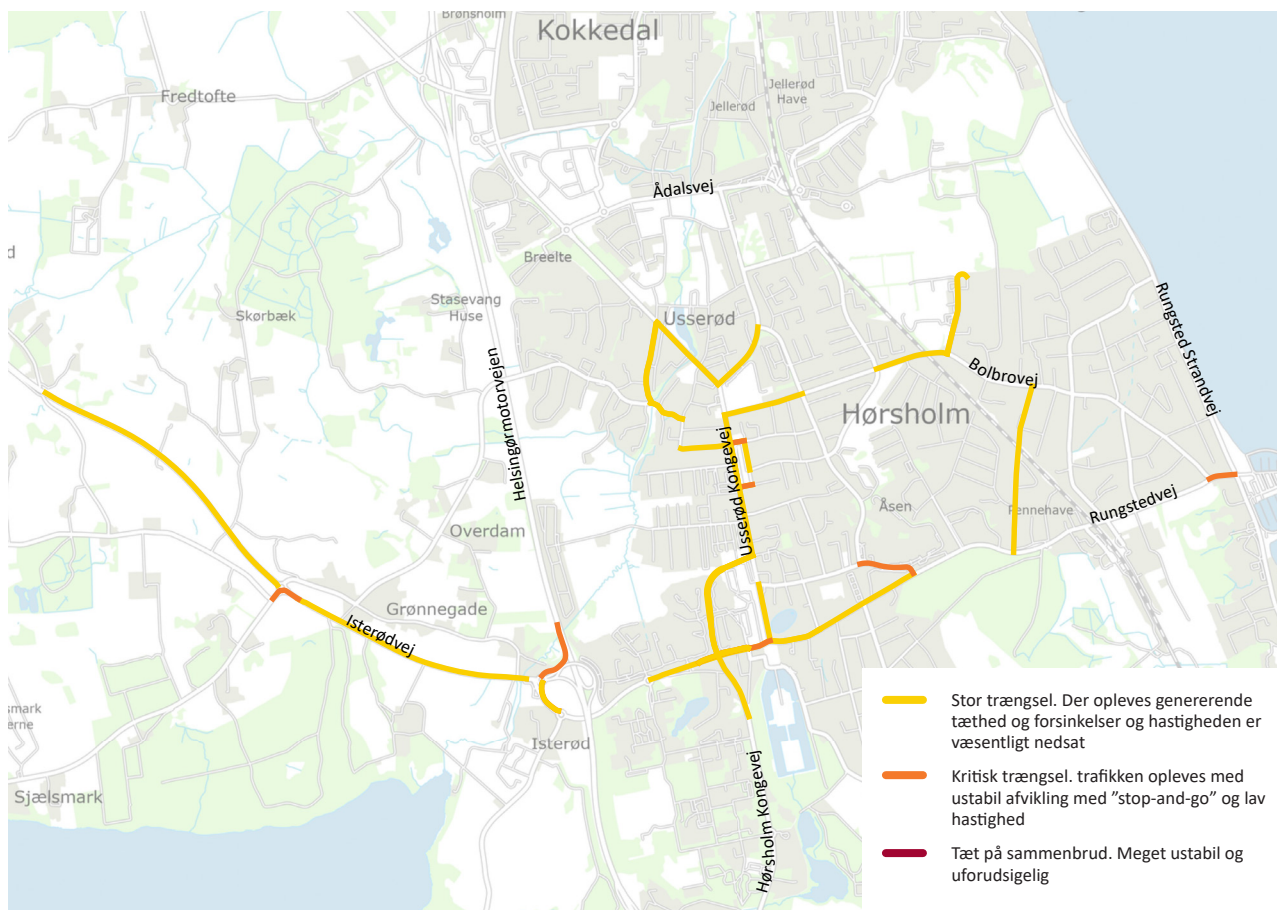 Brønsholm
Kokkedal
Fredtofte
Jellerød
Jellerød
Have
Ådalsvej
Breelte
Stasevang
Huse
Skørbæk
Usserød
Rungsted Strandvej
Helsingørmotorvejen
Bolbrovej
Hørsholm
Usserød Kongevej
Åsen
Rungstedvej
Overdam
Grønnegade
Isterødvej
Isterød
Sjælsmark
Hørsholm Kongevej
Stor trængsel. Der opleves genererende
tæthed og forsinkelser og hastigheden er
væsentligt nedsat
Kritisk trængsel. trafikken opleves med
ustabil afvikling med ”stop-and-go” og lav
hastighed
Tæt på sammenbrud. Meget ustabil og
uforudsigelig